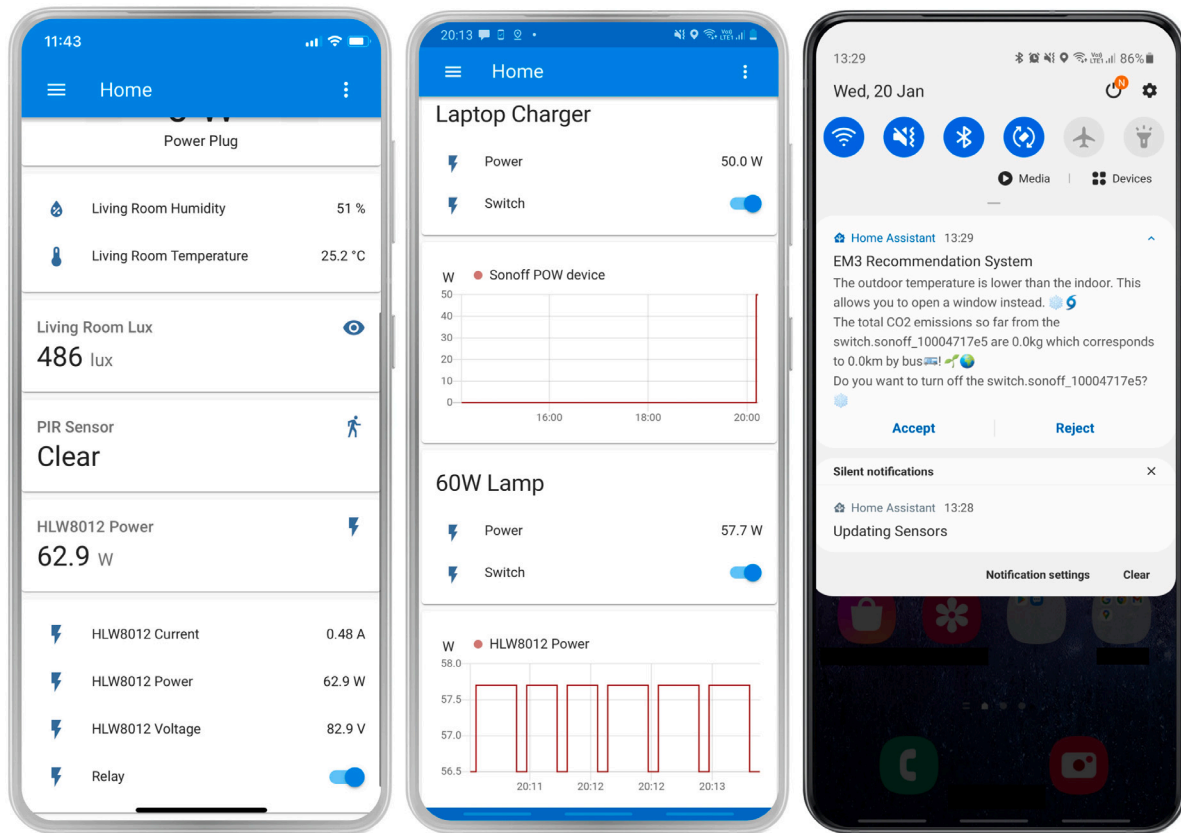 11:43
Home
Power Plug
Living Room Humidity 51 %
Living Room Temperature 25.2 °C
Living Room Lux
486 lux
PIR Sensor
Clear
HLW8012 Power
62.9 W
HLW8012 Current 0.48 A
HLW8012 Power 62.9 W
HLW8012 Voltage 82.9 V
Relay
20:13
Home
Laptop Charger
Power 50.0 W
Switch
W Sonoff POW device
50
40
30
20
10
0
16:00 18:00 20:00
60W Lamp
Power 57.7 W
Switch
W HLW8012 Power
58.0
57.5
57.0
56.5
20:11 20:12 20:12 20:13
13:29 86%
Wed, 20 Jan
N
Media Devices
Home Assistant 13:29
EM3 Recommendation System
The outdoor temperature is lower than the indoor. This
allows you to open a window instead.
The total CO2 emissions so far from the
switch.sonoff_10004717e5 are 0.0kg which corresponds
to 0.0km by bus🚌! 🌱🌍
Do you want to turn off the switch.sonoff_10004717e5?
Accept Reject
Silent notifications
Home Assistant 13:28
Updating Sensors
Notification settings Clear